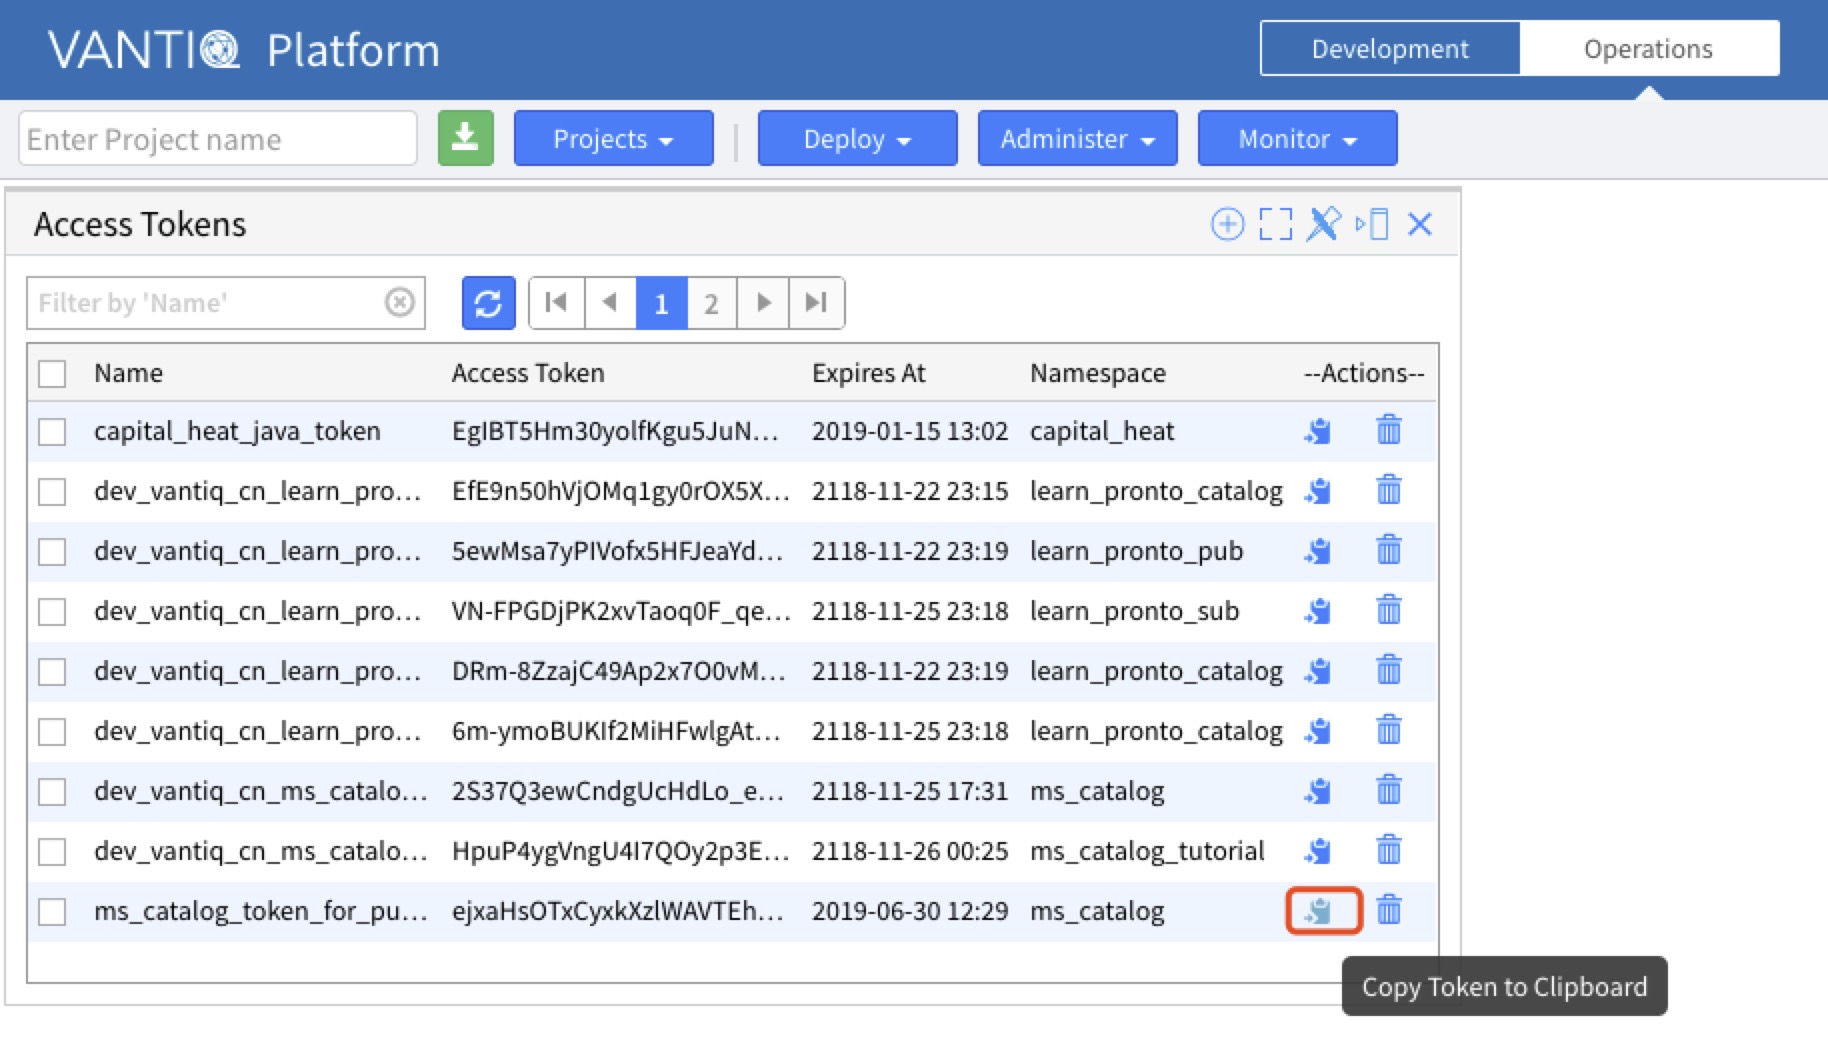 VANTIQ Platform
Development Operations
Enter Project name Projects Deploy Administer Monitor
Access Tokens
Filter by 'Name' 1 2
Name Access Token Expires At Namespace --Actions--
capital_heat_java_token EgIBT5Hm30yolfKgu5JuN... 2019-01-15 13:02 capital_heat
dev_vantiq_cn_learn_pro... EfE9n50hVjOMq1gy0rOX5X... 2118-11-22 23:15 learn_pronto_catalog
dev_vantiq_cn_learn_pro... 5ewMsa7yPIVofx5HFJeaYd... 2118-11-22 23:19 learn_pronto_pub
dev_vantiq_cn_learn_pro... VN-FPGDjPK2xvTaoq0F_qe... 2118-11-25 23:18 learn_pronto_sub
dev_vantiq_cn_learn_pro... DRm-8ZzajC49Ap2x7O0vM... 2118-11-22 23:19 learn_pronto_catalog
dev_vantiq_cn_learn_pro... 6m-ymoBUKIf2MiHFwlgAt... 2118-11-25 23:18 learn_pronto_catalog
dev_vantiq_cn_ms_catalo... 2S37Q3ewCndgUcHdLo_e... 2118-11-25 17:31 ms_catalog
dev_vantiq_cn_ms_catalo... HpuP4ygVngU4I7QOy2p3E... 2118-11-26 00:25 ms_catalog_tutorial
ms_catalog_token_for_pu... ejxaHsOTxCyxkXzlWAVTEh... 2019-06-30 12:29 ms_catalog
Copy Token to Clipboard